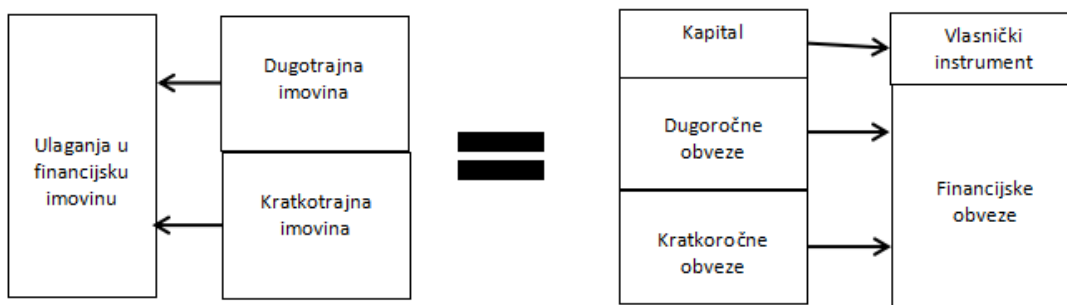 Ulaganja u
financijsku
imovinu
Dugotrajna
imovina
Kratkotrajna
imovina
Kapital
Dugoročne
obveze
Kratkoročne
obveze
Vlasnički
instrument
Financijske
obveze